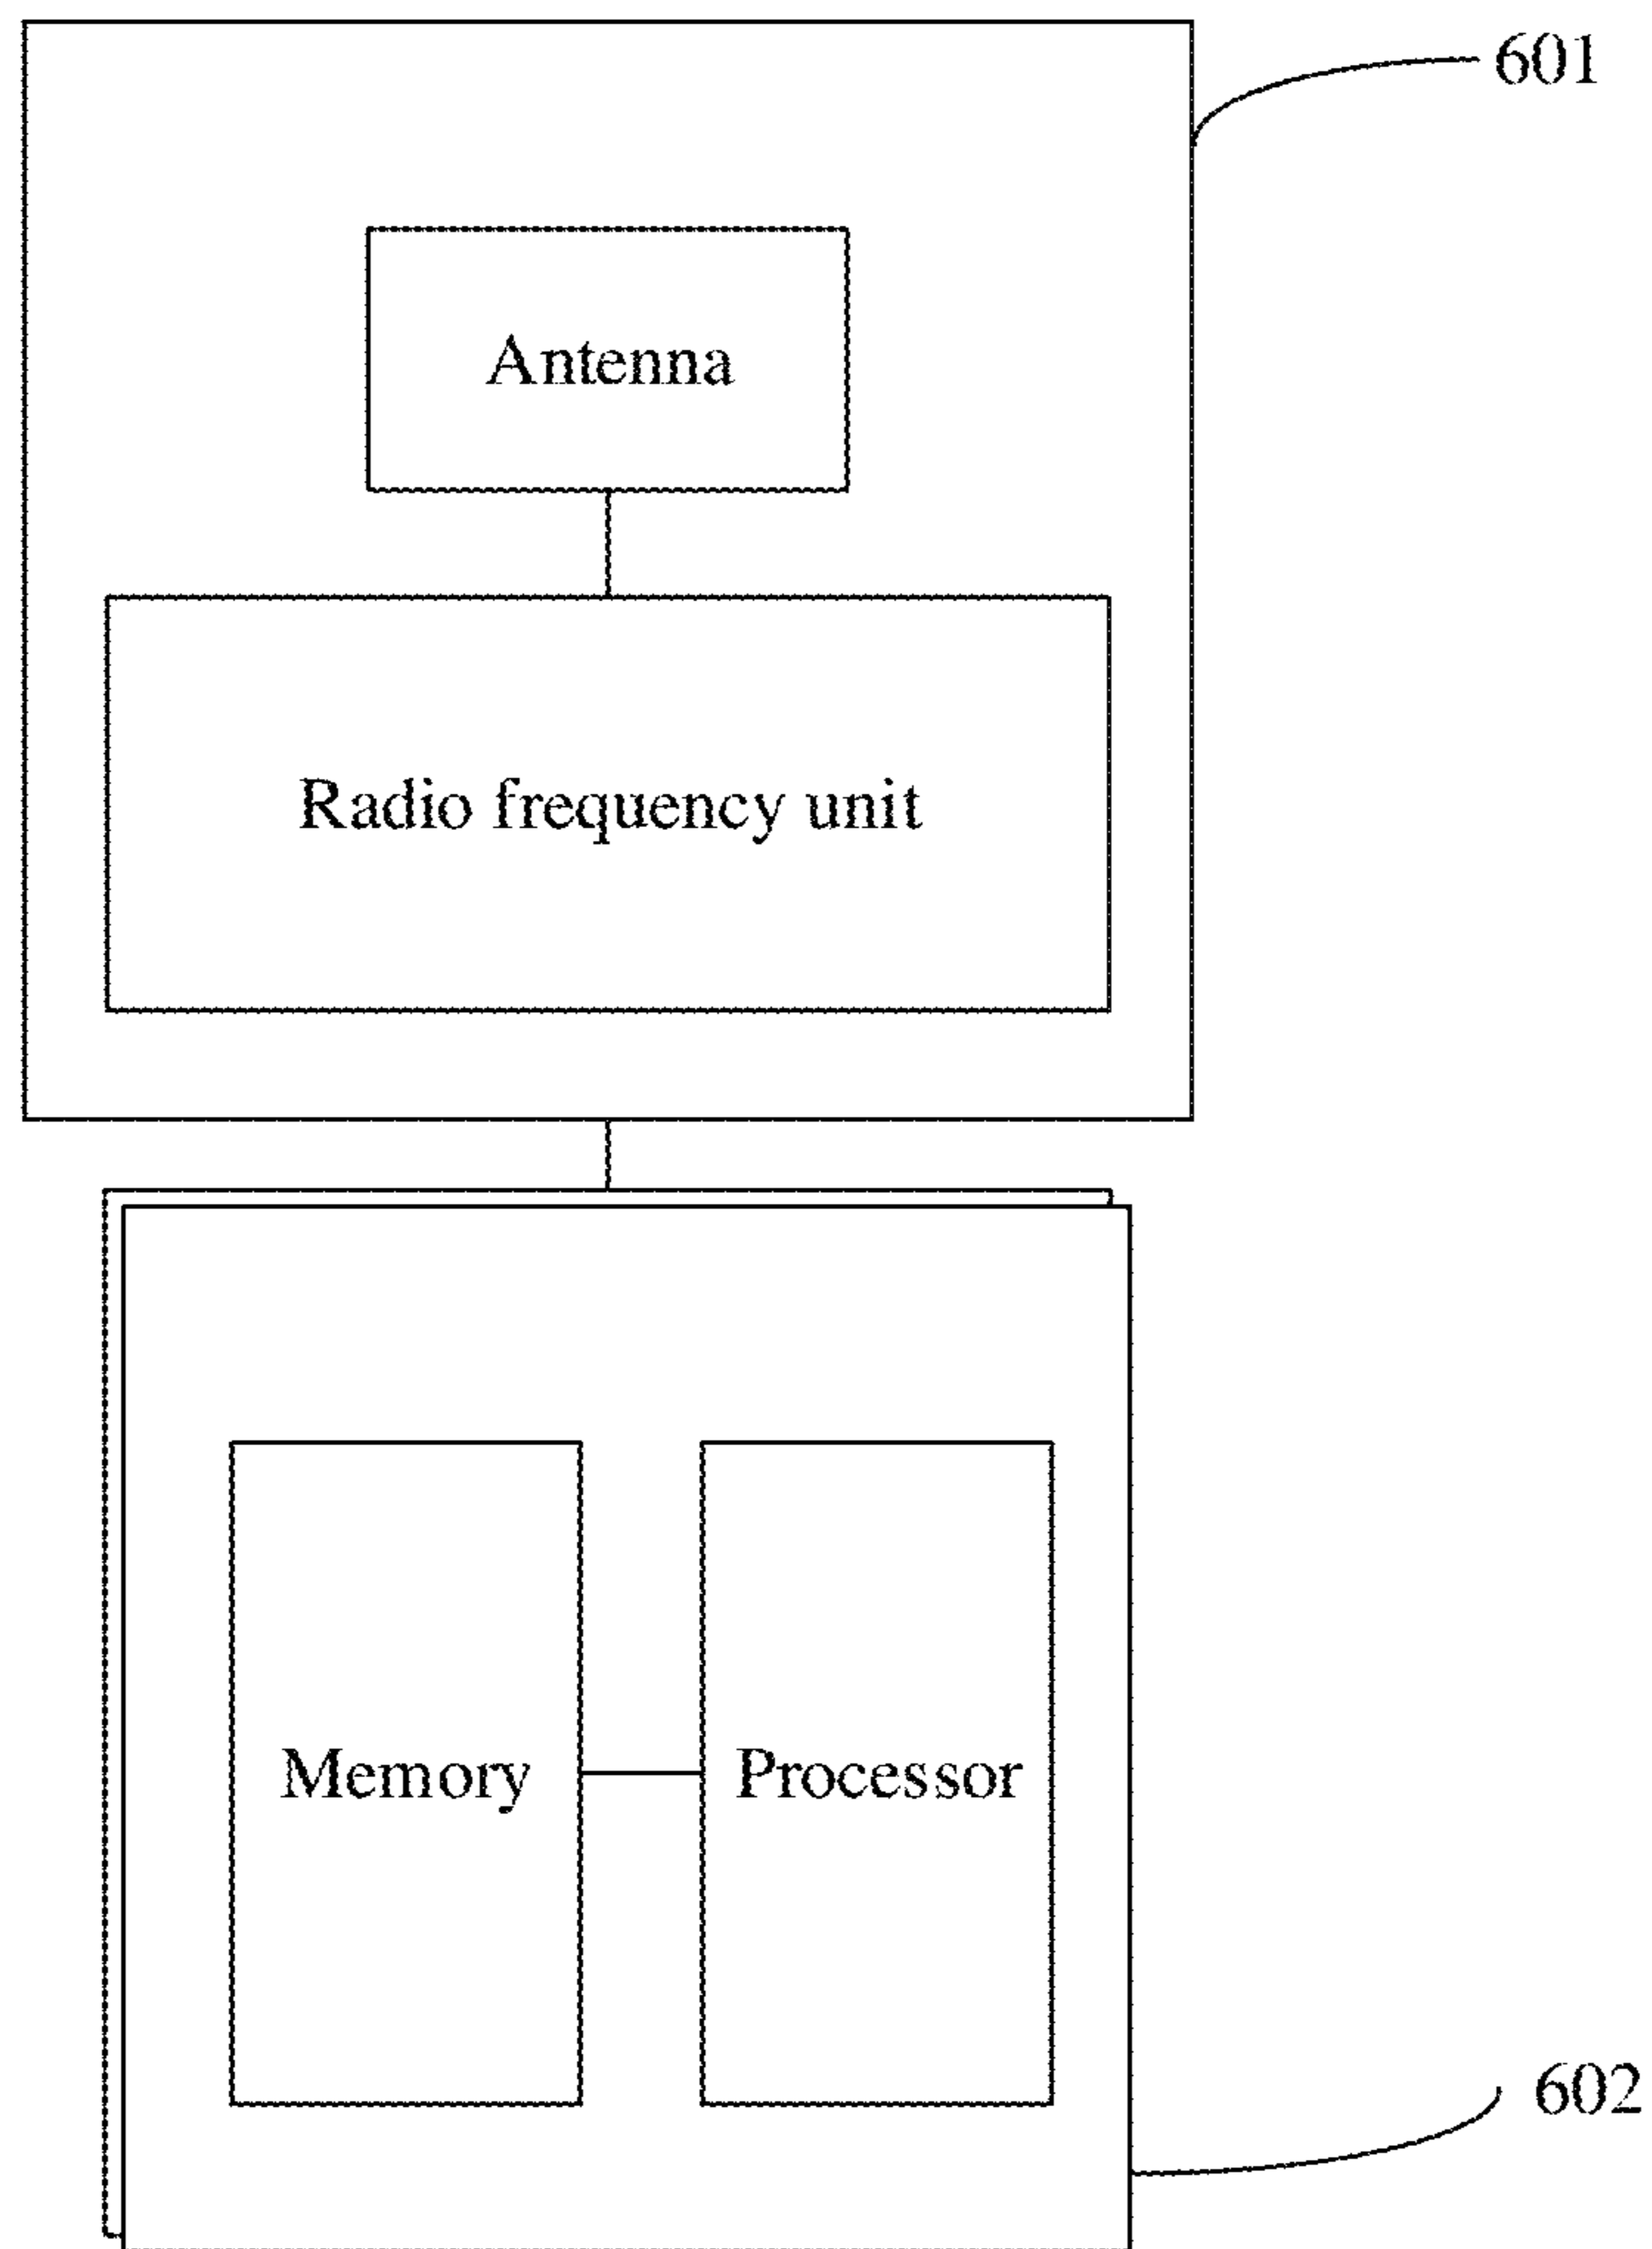 601
Antenna
Radio frequency unit
Memory
Processor
602